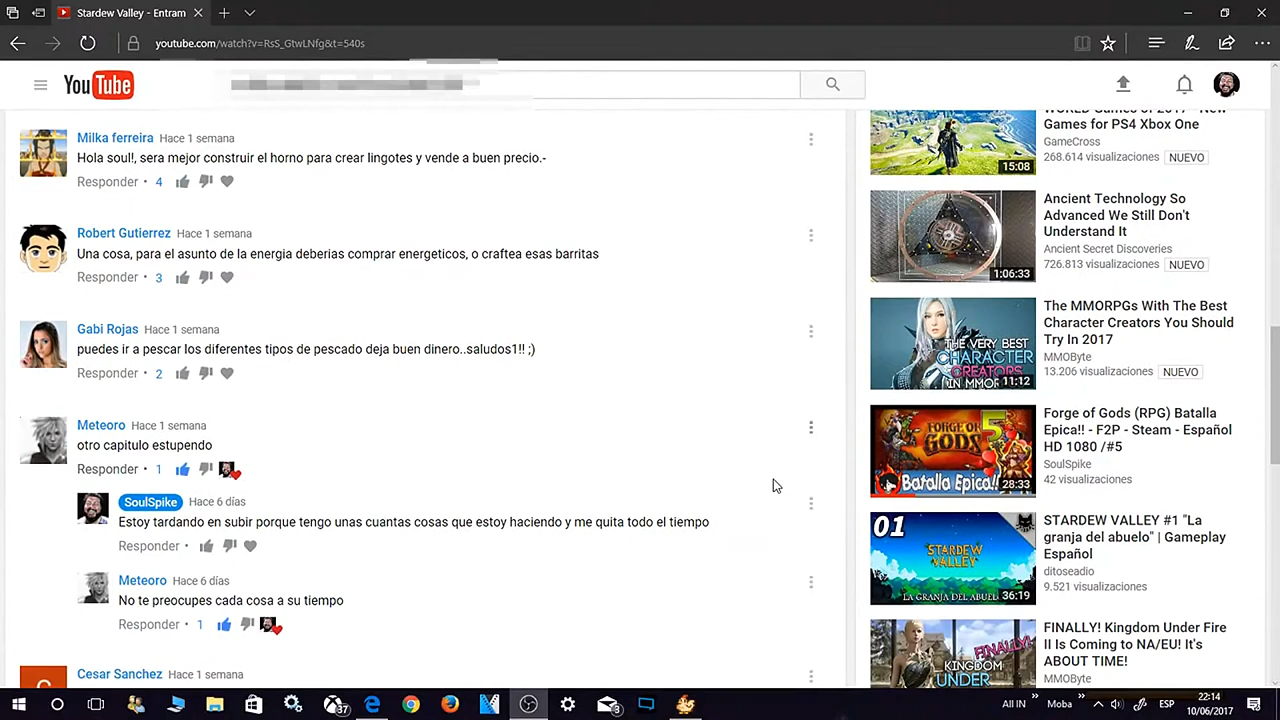 Stardew Valley - Entram
youtube.com/watch?v=RsS_GtwLNfg&t=540s
YouTube
Milka ferreira Hace 1 semana
Hola soul!, sera mejor construir el horno para crear lingotes y vende a buen precio.-
Responder • 4
Robert Gutierrez Hace 1 semana
Una cosa, para el asunto de la energia deberias comprar energeticos, o craftea esas barritas
Responder • 3
Gabi Rojas Hace 1 semana
puedes ir a pescar los diferentes tipos de pescado deja buen dinero..saludos1!! ;)
Responder • 2
Meteoro Hace 1 semana
otro capitulo estupendo
Responder • 1
SoulSpike Hace 6 días
Estoy tardando en subir porque tengo unas cuantas cosas que estoy haciendo y me quita todo el tiempo
Responder •
Meteoro Hace 6 días
No te preocupes cada cosa a su tiempo
Responder • 1
Cesar Sanchez Hace 1 semana
C
WORLD Games of 2017 - New
Games for PS4 Xbox One
GameCross
268.614 visualizaciones NUEVO
15:08
Ancient Technology So
Advanced We Still Don't
Understand It
Ancient Secret Discoveries
726.813 visualizaciones NUEVO
1:06:33
The MMORPGs With The Best
Character Creators You Should
Try In 2017
MMOByte
13.206 visualizaciones NUEVO
THE VERY BEST
CHARACTER
CREATORS
IN MMOR
11:12
Forge of Gods (RPG) Batalla
Epica!! - F2P - Steam - Español
HD 1080 /#5
SoulSpike
42 visualizaciones
FORGE OF
GODS
5
Batalla Epica!!
28:33
STARDEW VALLEY #1 "La
granja del abuelo" | Gameplay
Español
ditoseadio
9.521 visualizaciones
01
STARDEW
VALLEY
LA GRANJA DEL ABUEL
36:19
FINALLY! Kingdom Under Fire
II Is Coming to NA/EU! It's
ABOUT TIME!
FINALLY!
KINGDOM
UNDER
37
3
All IN
»
Moba
»
ESP
22:14
10/06/2017